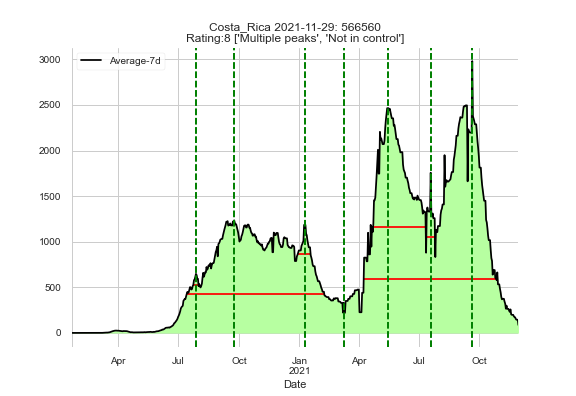 Costa_Rica 2021-11-29: 566560
Rating:8 ['Multiple peaks', 'Not in control']
Average-7d
3000
2500
2000
1500
1000
500
0
Apr
Jul
Oct
Jan
2021
Apr
Jul
Oct
Date